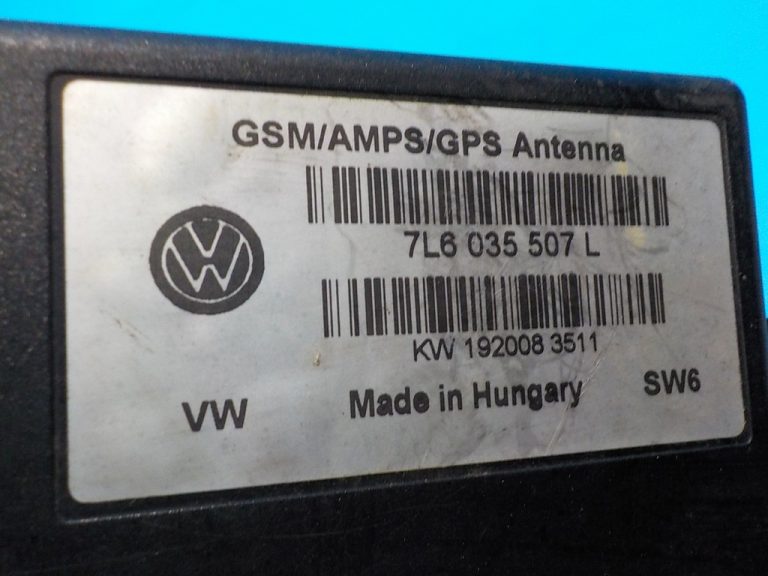 GSM/AMPS/GPS Antenna
7L6 035 507 L
KW 192008 3511
VW Made in Hungary SW6